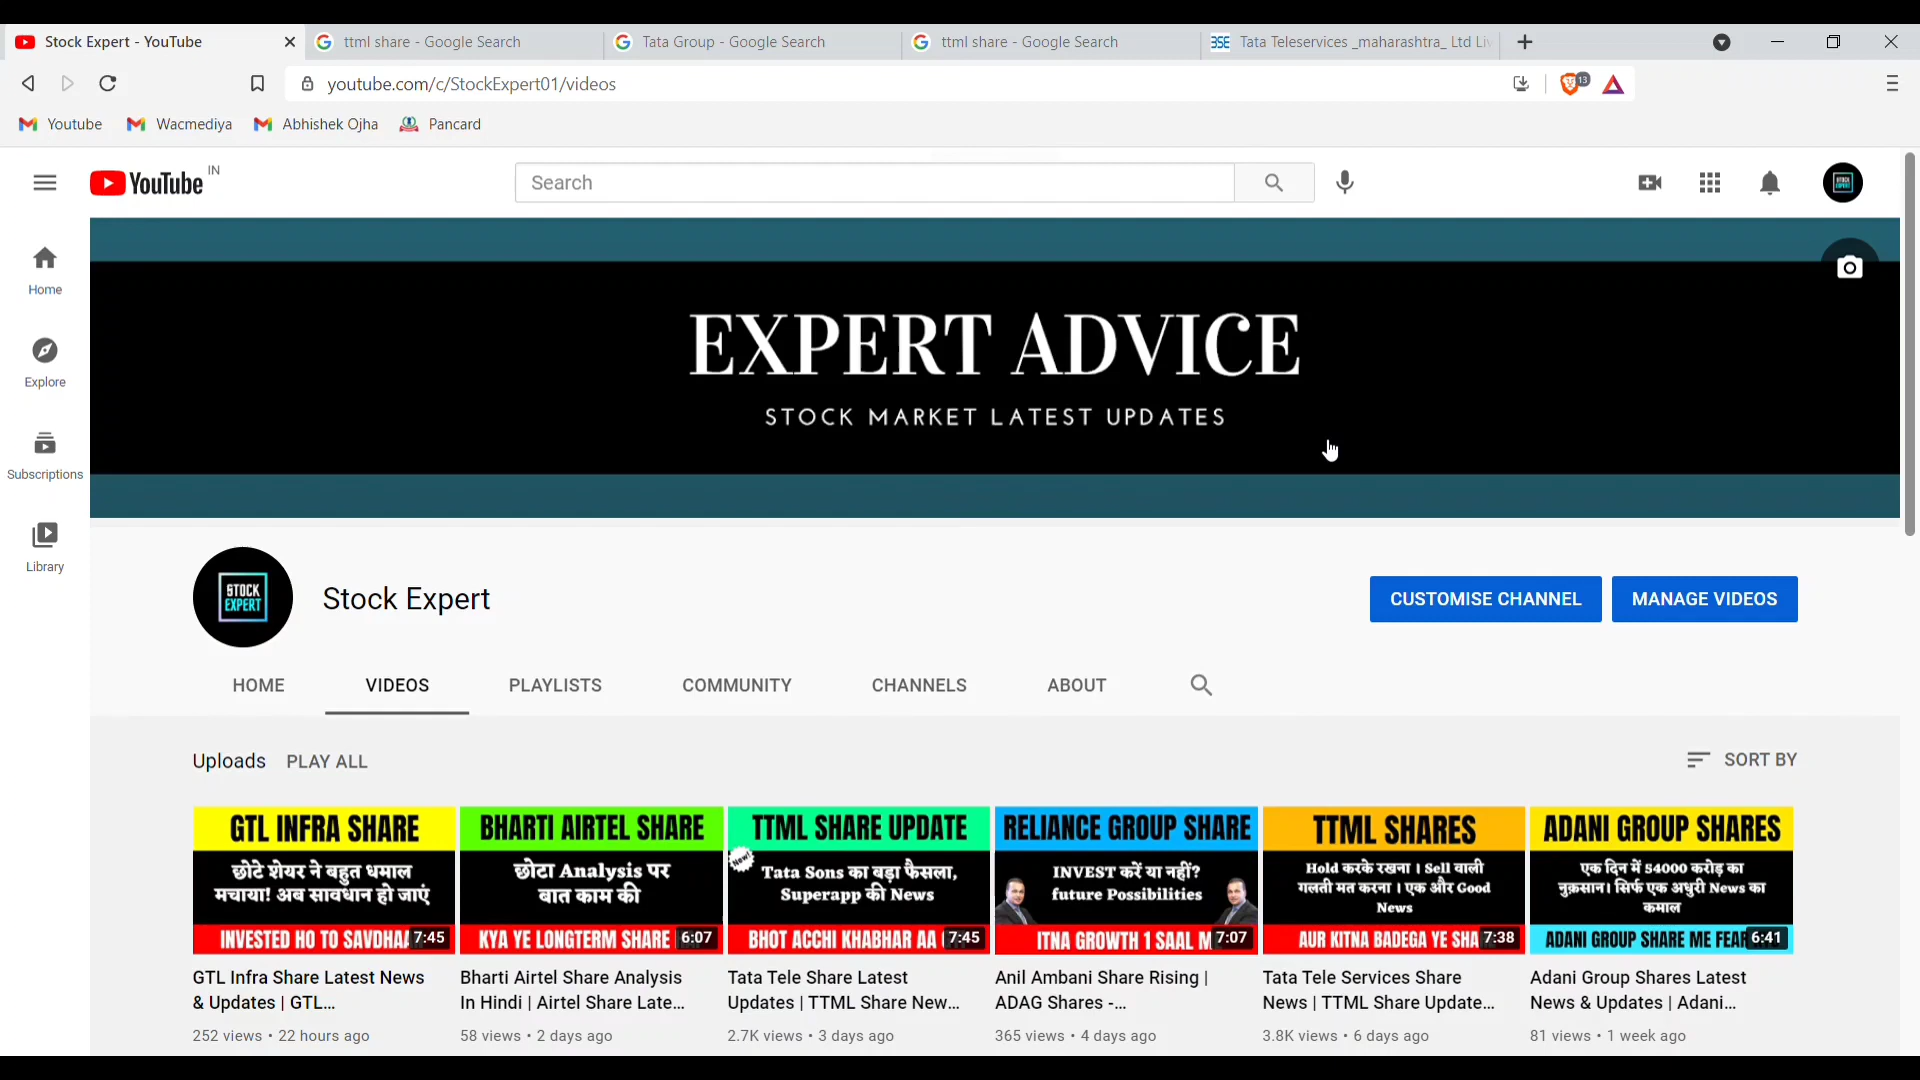 Stock Expert - YouTube
ttml share - Google Search
Tata Group - Google Search
ttml share - Google Search
BSE Tata Teleservices _maharashtra_ Ltd Liv
youtube.com/c/StockExpert01/videos
13
Youtube
Wacmediya
Abhishek Ojha
Pancard
YouTube IN
Search
STOCK EXPERT
Home
Explore
Subscriptions
Library
EXPERT ADVICE
STOCK MARKET LATEST UPDATES
STOCK
EXPERT
Stock Expert
CUSTOMISE CHANNEL
MANAGE VIDEOS
HOME
VIDEOS
PLAYLISTS
COMMUNITY
CHANNELS
ABOUT
Uploads
PLAY ALL
SORT BY
GTL INFRA SHARE
छोटे शेयर ने बहुत धमाल
मचाया! अब सावधान हो जाएं
INVESTED HO TO SAVDHA
7:45
GTL Infra Share Latest News
& Updates | GTL...
252 views • 22 hours ago
BHARTI AIRTEL SHARE
छोटा Analysis पर
बात काम की
KYA YE LONGTERM SHARE
6:07
Bharti Airtel Share Analysis
In Hindi | Airtel Share Late...
58 views • 2 days ago
TTML SHARE UPDATE
New
Tata Sons का बड़ा फैसला,
Superapp की News
BHOT ACCHI KHABHAR AA
7:45
Tata Tele Share Latest
Updates | TTML Share New...
2.7K views • 3 days ago
RELIANCE GROUP SHARE
INVEST करें या नहीं?
future Possibilities
ITNA GROWTH 1 SAAL M
7:07
Anil Ambani Share Rising |
ADAG Shares -...
365 views • 4 days ago
TTML SHARES
Hold करके रखना । Sell वाली
गलती मत करना । एक और Good
News
AUR KITNA BADEGA YE SHA
7:38
Tata Tele Services Share
News | TTML Share Update...
3.8K views • 6 days ago
ADANI GROUP SHARES
एक दिन में 54000 करोड़ का
नुक़सान। सिर्फ एक अधुरी News का
कमाल
ADANI GROUP SHARE ME FEAR
6:41
Adani Group Shares Latest
News & Updates | Adani...
81 views • 1 week ago